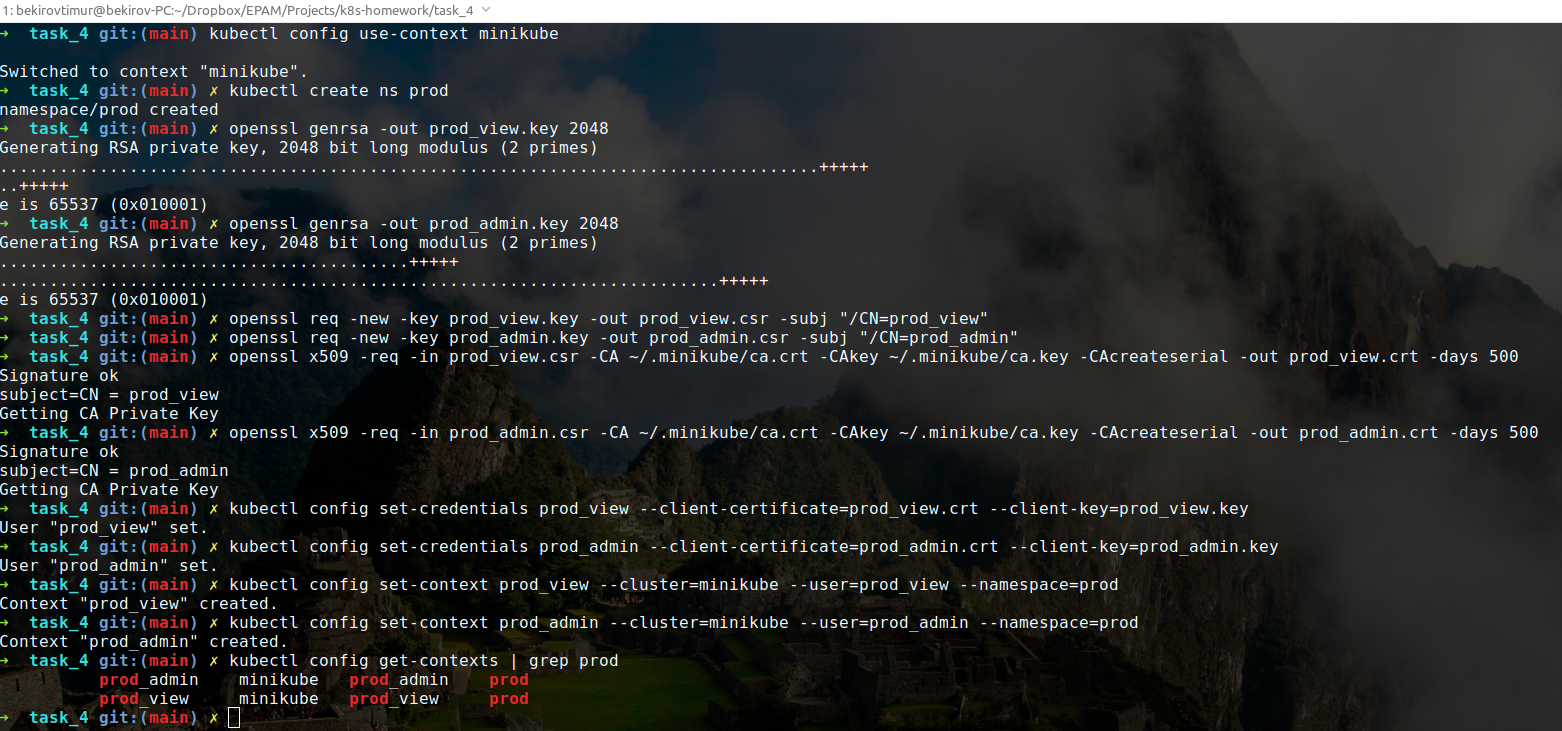 1: bekirovtimur@bekirov-PC:~/Dropbox/EPAM/Projects/k8s-homework/task_4
→ task_4 git:(main) kubectl config use-context minikube
Switched to context "minikube".
→ task_4 git:(main) ✗ kubectl create ns prod
namespace/prod created
→ task_4 git:(main) ✗ openssl genrsa -out prod_view.key 2048
Generating RSA private key, 2048 bit long modulus (2 primes)
..................................................................................+++++
..+++++
e is 65537 (0x010001)
→ task_4 git:(main) ✗ openssl genrsa -out prod_admin.key 2048
Generating RSA private key, 2048 bit long modulus (2 primes)
.........................................+++++
........................................................................+++++
e is 65537 (0x010001)
→ task_4 git:(main) ✗ openssl req -new -key prod_view.key -out prod_view.csr -subj "/CN=prod_view"
→ task_4 git:(main) ✗ openssl req -new -key prod_admin.key -out prod_admin.csr -subj "/CN=prod_admin"
→ task_4 git:(main) ✗ openssl x509 -req -in prod_view.csr -CA ~/.minikube/ca.crt -CAkey ~/.minikube/ca.key -CAcreateserial -out prod_view.crt -days 500
Signature ok
subject=CN = prod_view
Getting CA Private Key
→ task_4 git:(main) ✗ openssl x509 -req -in prod_admin.csr -CA ~/.minikube/ca.crt -CAkey ~/.minikube/ca.key -CAcreateserial -out prod_admin.crt -days 500
Signature ok
subject=CN = prod_admin
Getting CA Private Key
→ task_4 git:(main) ✗ kubectl config set-credentials prod_view --client-certificate=prod_view.crt --client-key=prod_view.key
User "prod_view" set.
→ task_4 git:(main) ✗ kubectl config set-credentials prod_admin --client-certificate=prod_admin.crt --client-key=prod_admin.key
User "prod_admin" set.
→ task_4 git:(main) ✗ kubectl config set-context prod_view --cluster=minikube --user=prod_view --namespace=prod
Context "prod_view" created.
→ task_4 git:(main) ✗ kubectl config set-context prod_admin --cluster=minikube --user=prod_admin --namespace=prod
Context "prod_admin" created.
→ task_4 git:(main) ✗ kubectl config get-contexts | grep prod
prod_admin minikube prod_admin prod
prod_view minikube prod_view prod
→ task_4 git:(main) ✗